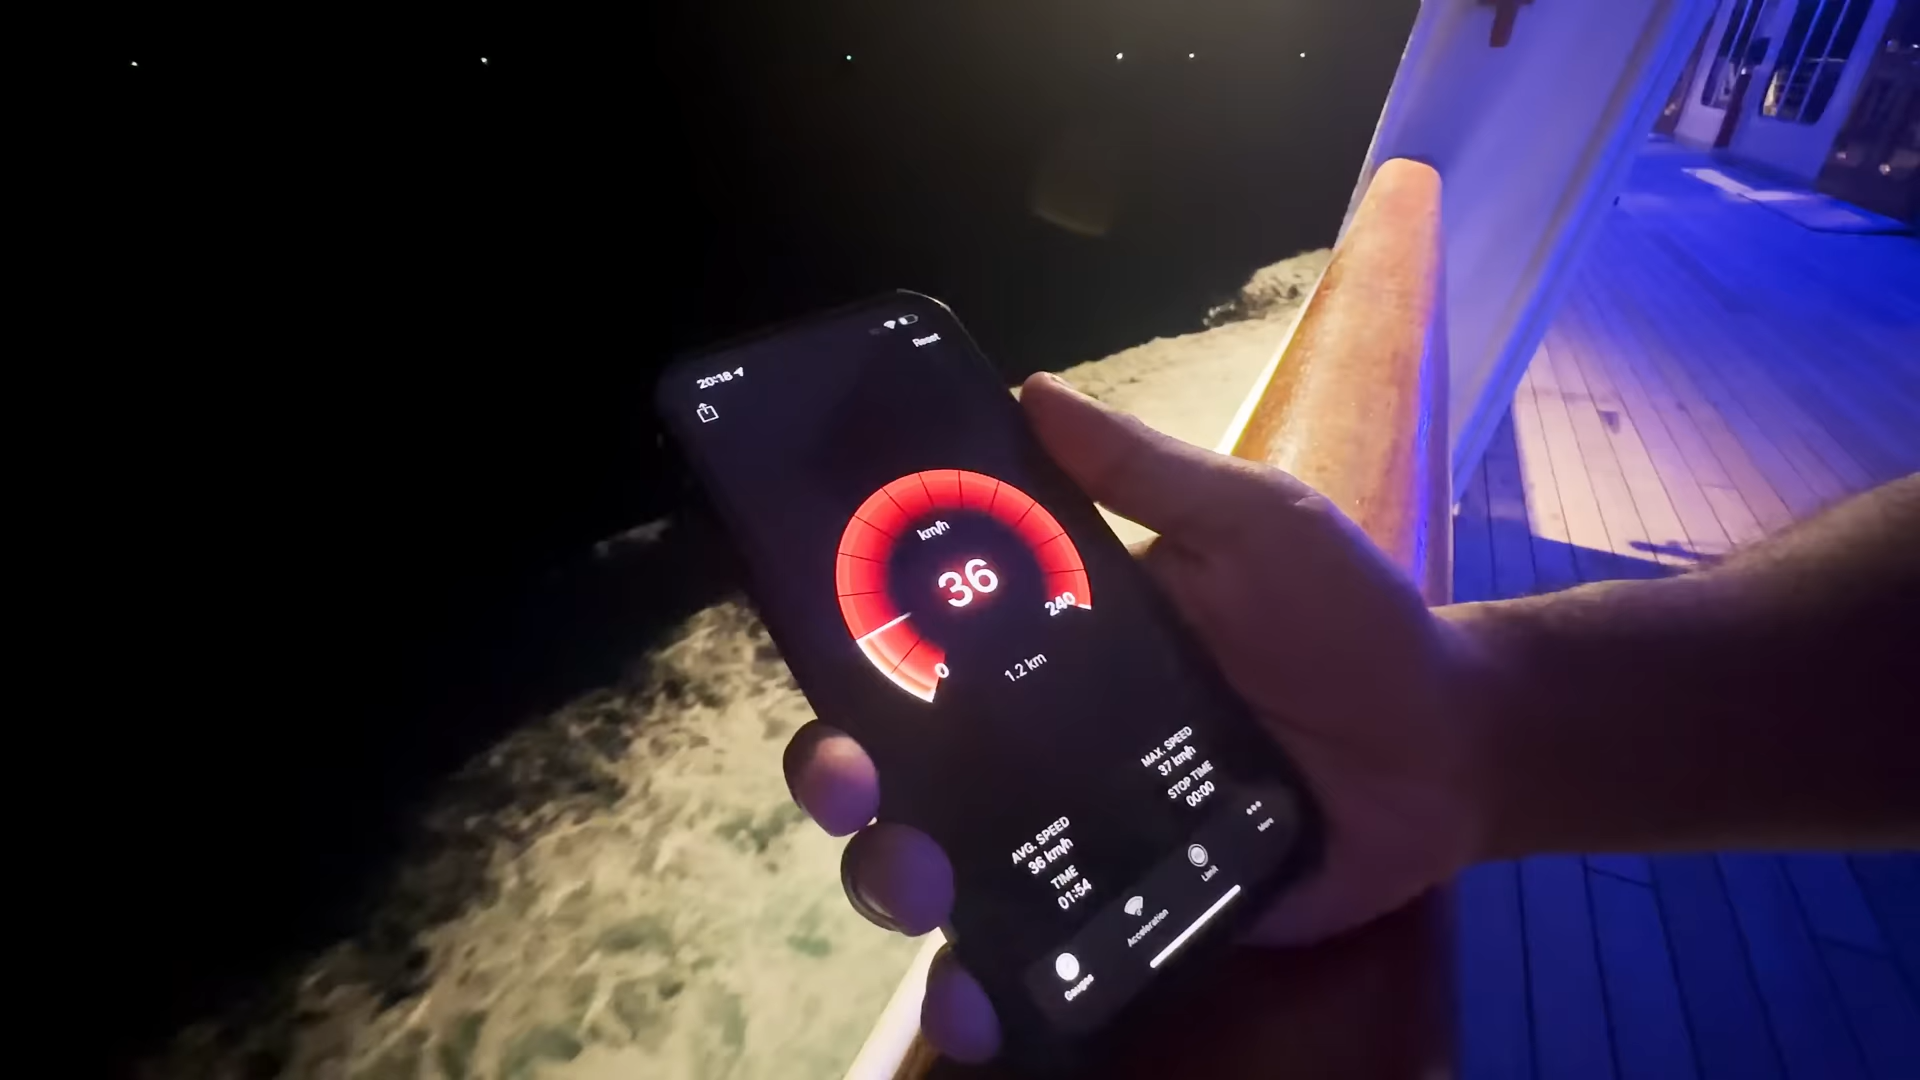 20:18
Reset
km/h
36
0
240
1.2 km
MAX. SPEED
37 km/h
STOP TIME
00:00
AVG. SPEED
36 km/h
TIME
01:54
Gauges
Acceleration
Limit
More